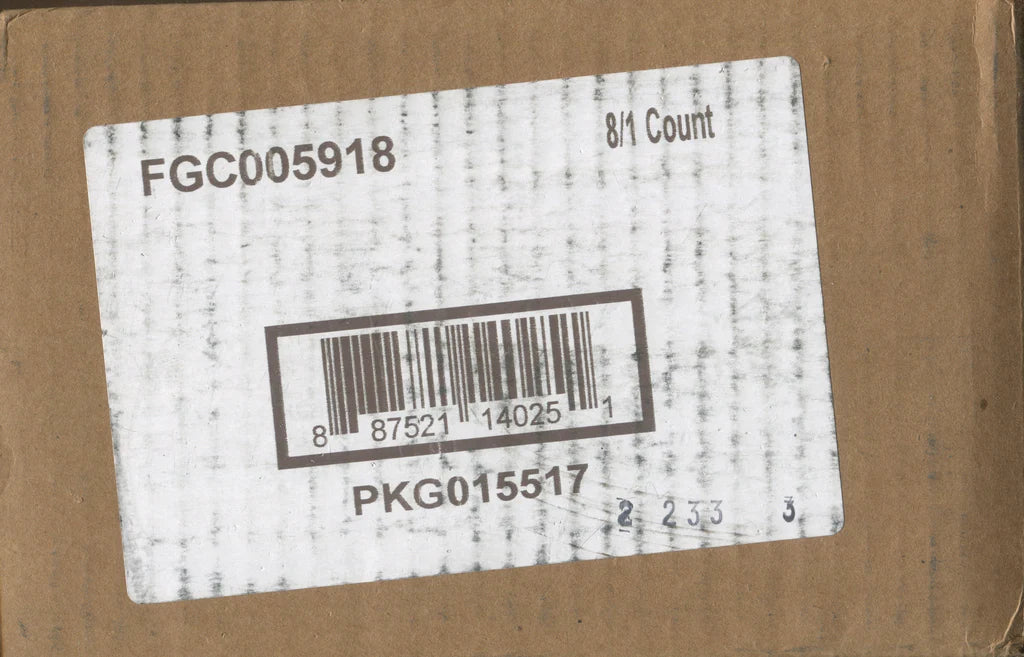 FGC005918
8/1 Count
8 87521 14025 1
PKG015517
2 233 3